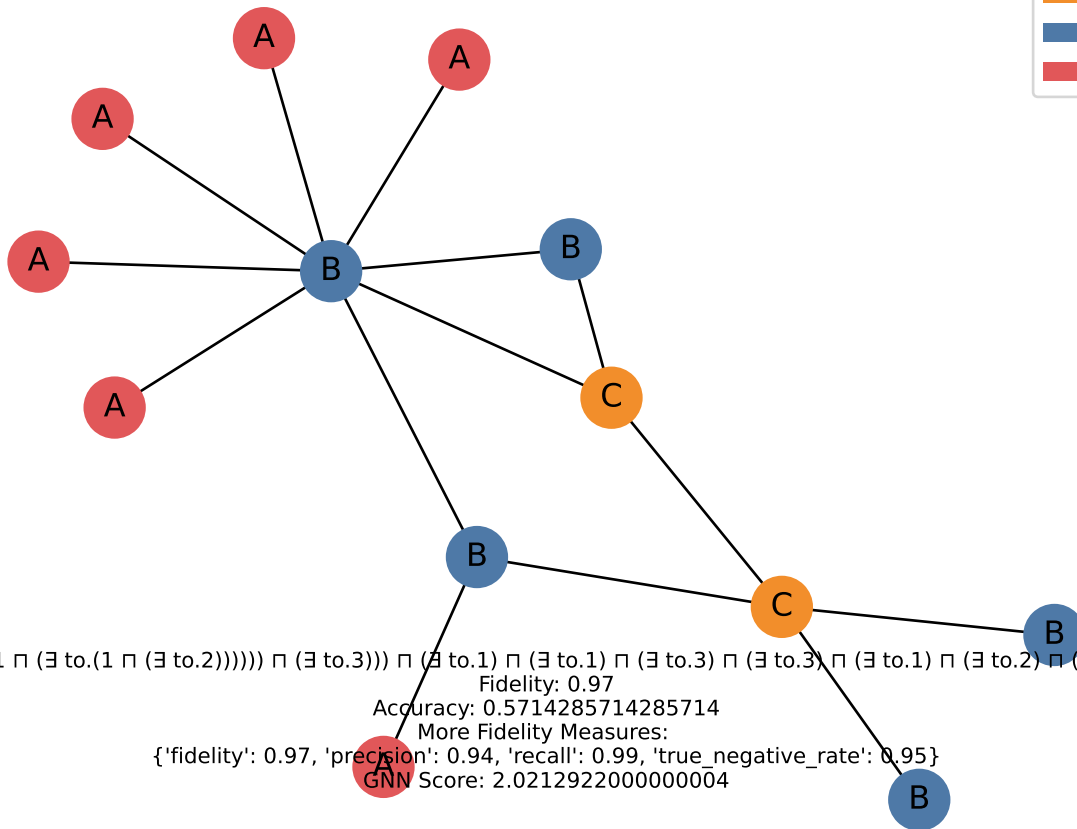 A
A
A
A
B
B
A
C
B
C
B
1 ⊓ (∃ to.(1 ⊓ (∃ to.2)))))) ⊓ (∃ to.3))) ⊓ (∃ to.1) ⊓ (∃ to.1) ⊓ (∃ to.3) ⊓ (∃ to.3) ⊓ (∃ to.1) ⊓ (∃ to.2) ⊓ (
Fidelity: 0.97
Accuracy: 0.5714285714285714
More Fidelity Measures:
{'fidelity': 0.97, 'precision': 0.94, 'recall': 0.99, 'true_negative_rate': 0.95}
A
GNN Score: 2.0212922000000004
B